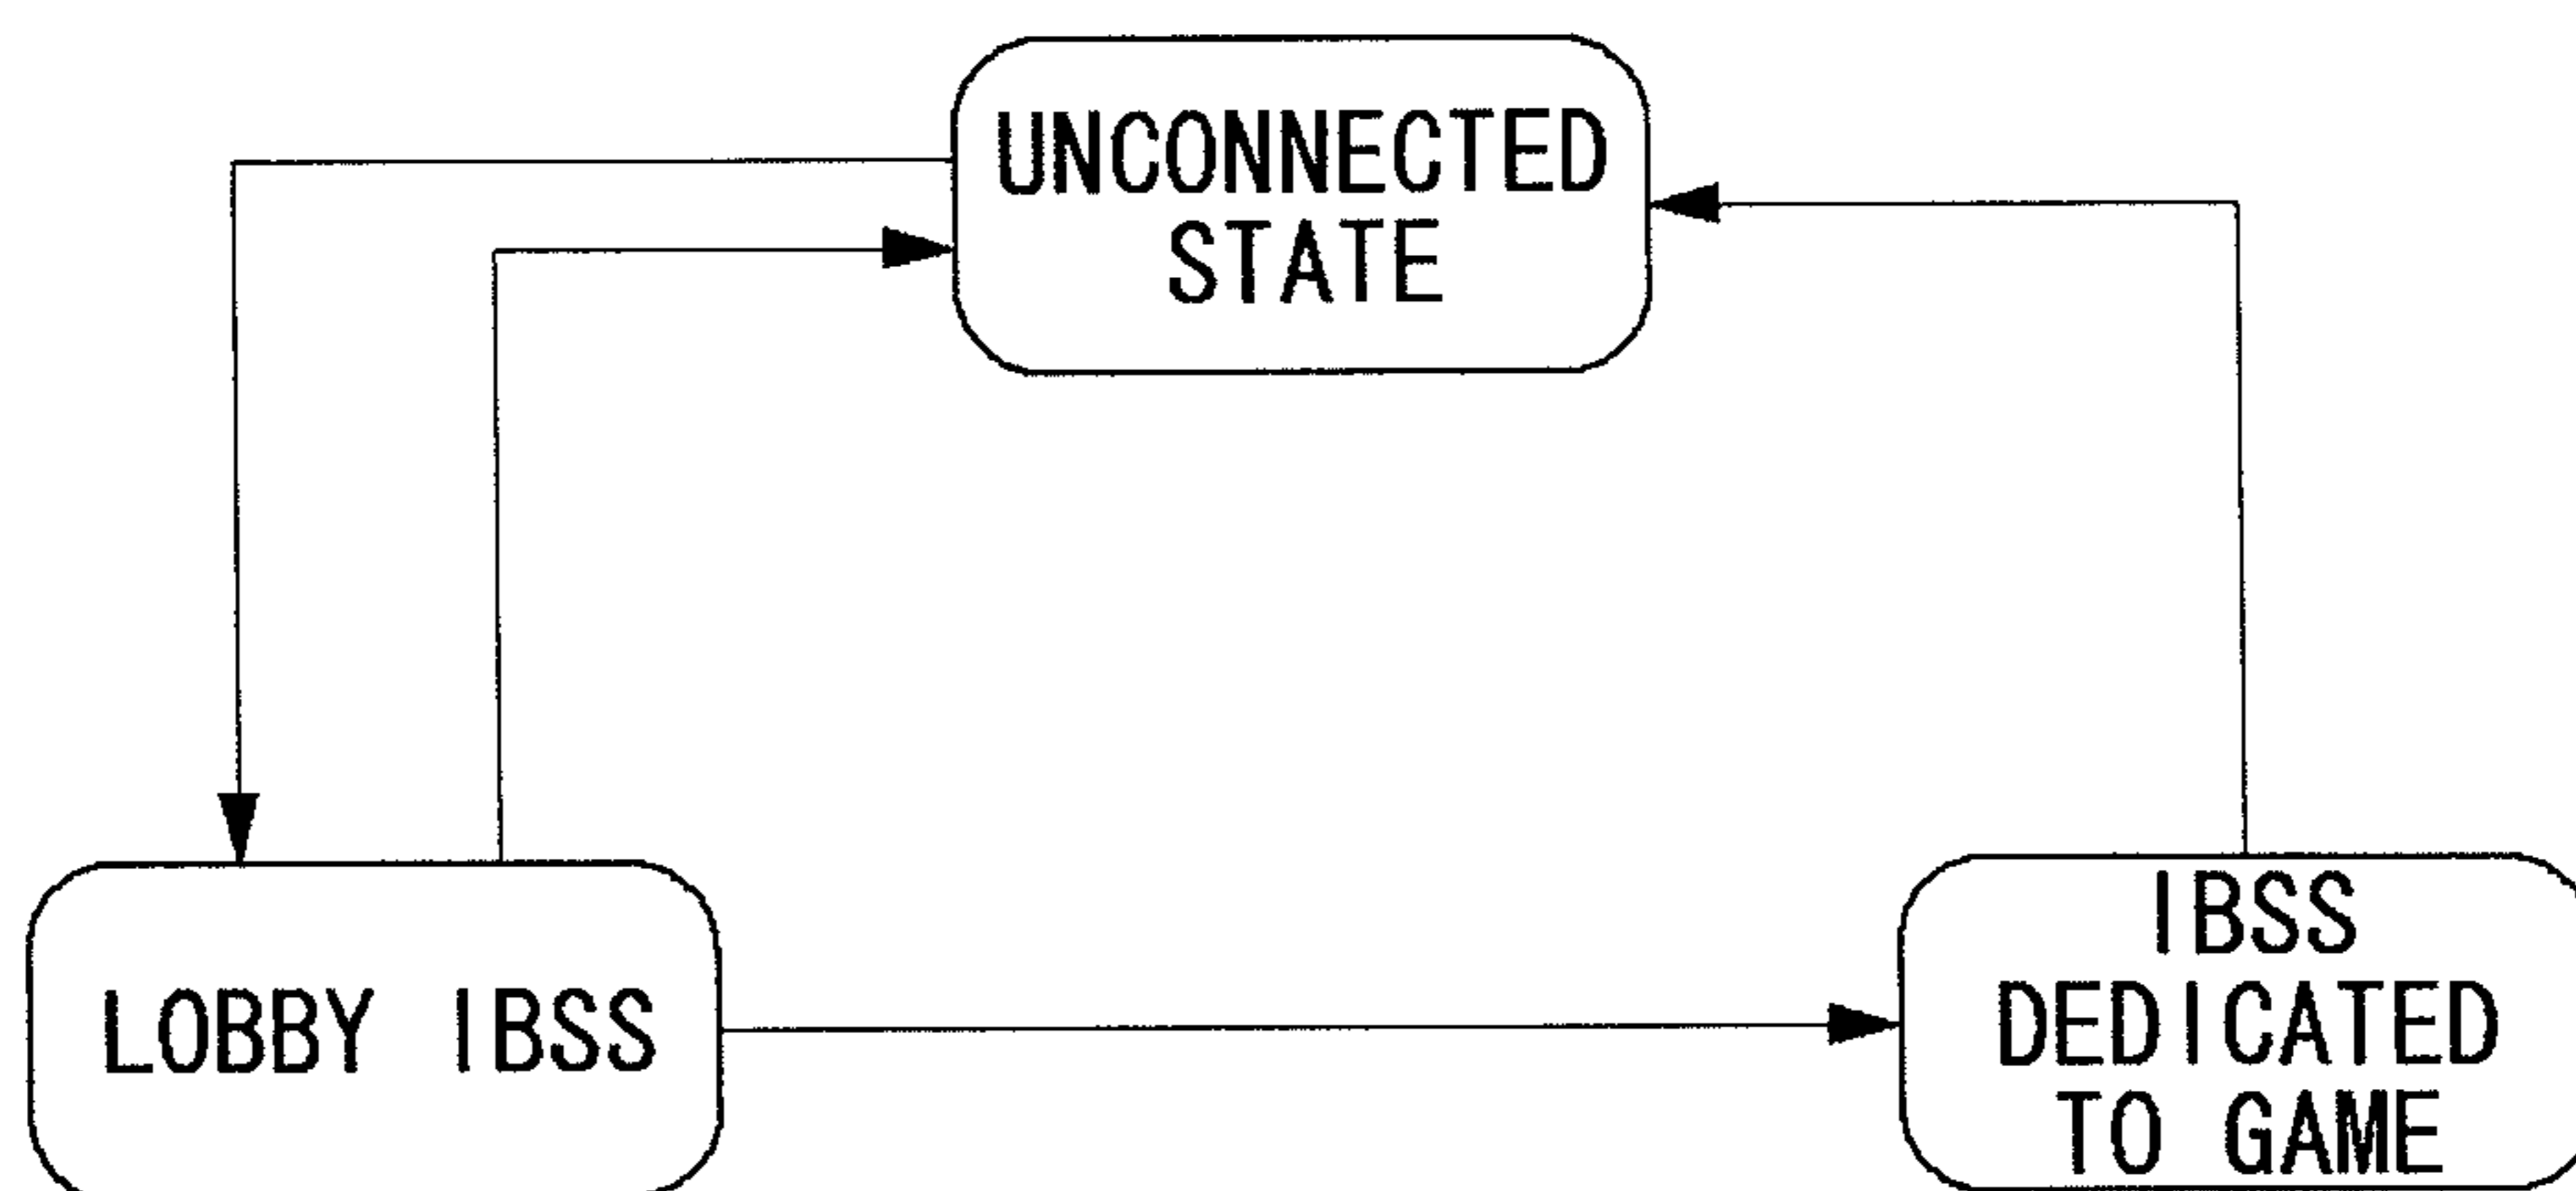 UNCONNECTED
STATE
LOBBY IBSS
IBSS
DEDICATED
TO GAME